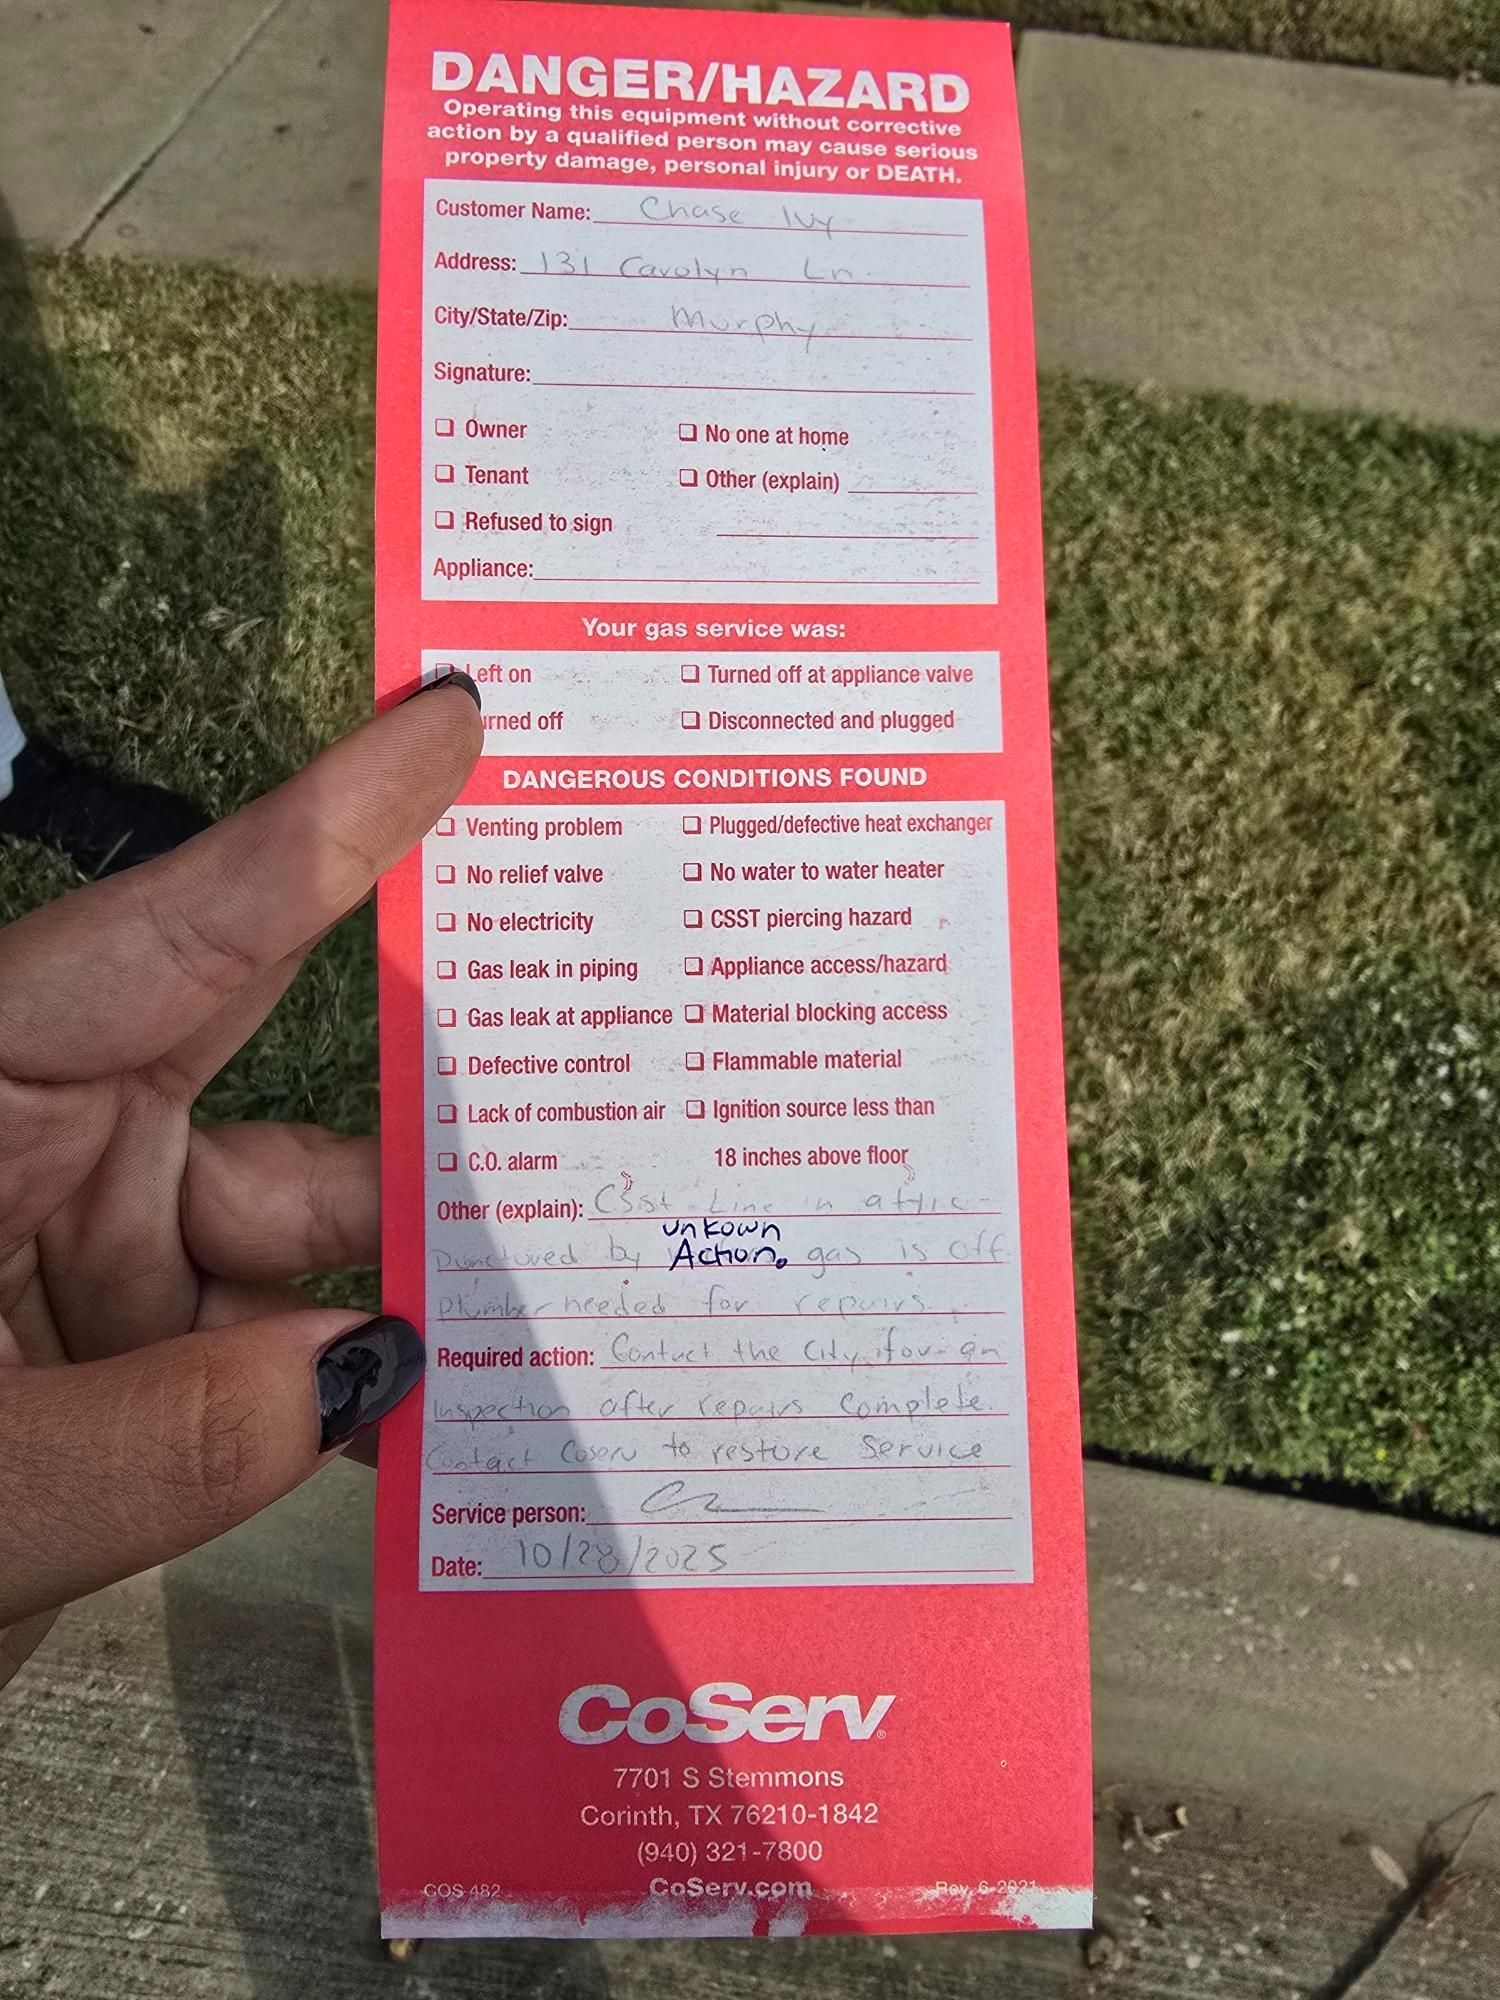 DANGER/HAZARD
Operating this equipment without corrective
action by a qualified person may cause serious
property damage, personal injury or DEATH.
Customer Name: Chase Ivy
Address: 131 Carolyn Ln.
City/State/Zip: Murphy
Signature:
Owner
No one at home
Tenant
Other (explain)
Refused to sign
Appliance:
Your gas service was:
Left on
Turned off at appliance valve
urned off
Disconnected and plugged
DANGEROUS CONDITIONS FOUND
Venting problem
Plugged/defective heat exchanger
No relief valve
No water to water heater
No electricity
CSST piercing hazard
Gas leak in piping
Appliance access/hazard
Gas leak at appliance
Material blocking access
Defective control
Flammable material
Lack of combustion air
Ignition source less than
C.O. alarm
18 inches above floor
Other (explain): Csst Line in attic
unkown
Punctured by Action. gas is off.
Plumber needed for repairs.
Required action: Contact the City for an
Inspection after repairs Complete.
Contact Coserv to restore Service
Service person:
Date: 10/28/2025
CoServ®
7701 S Stemmons
Corinth, TX 76210-1842
(940) 321-7800
COS 482
CoServ.com
Rev. 6-2021